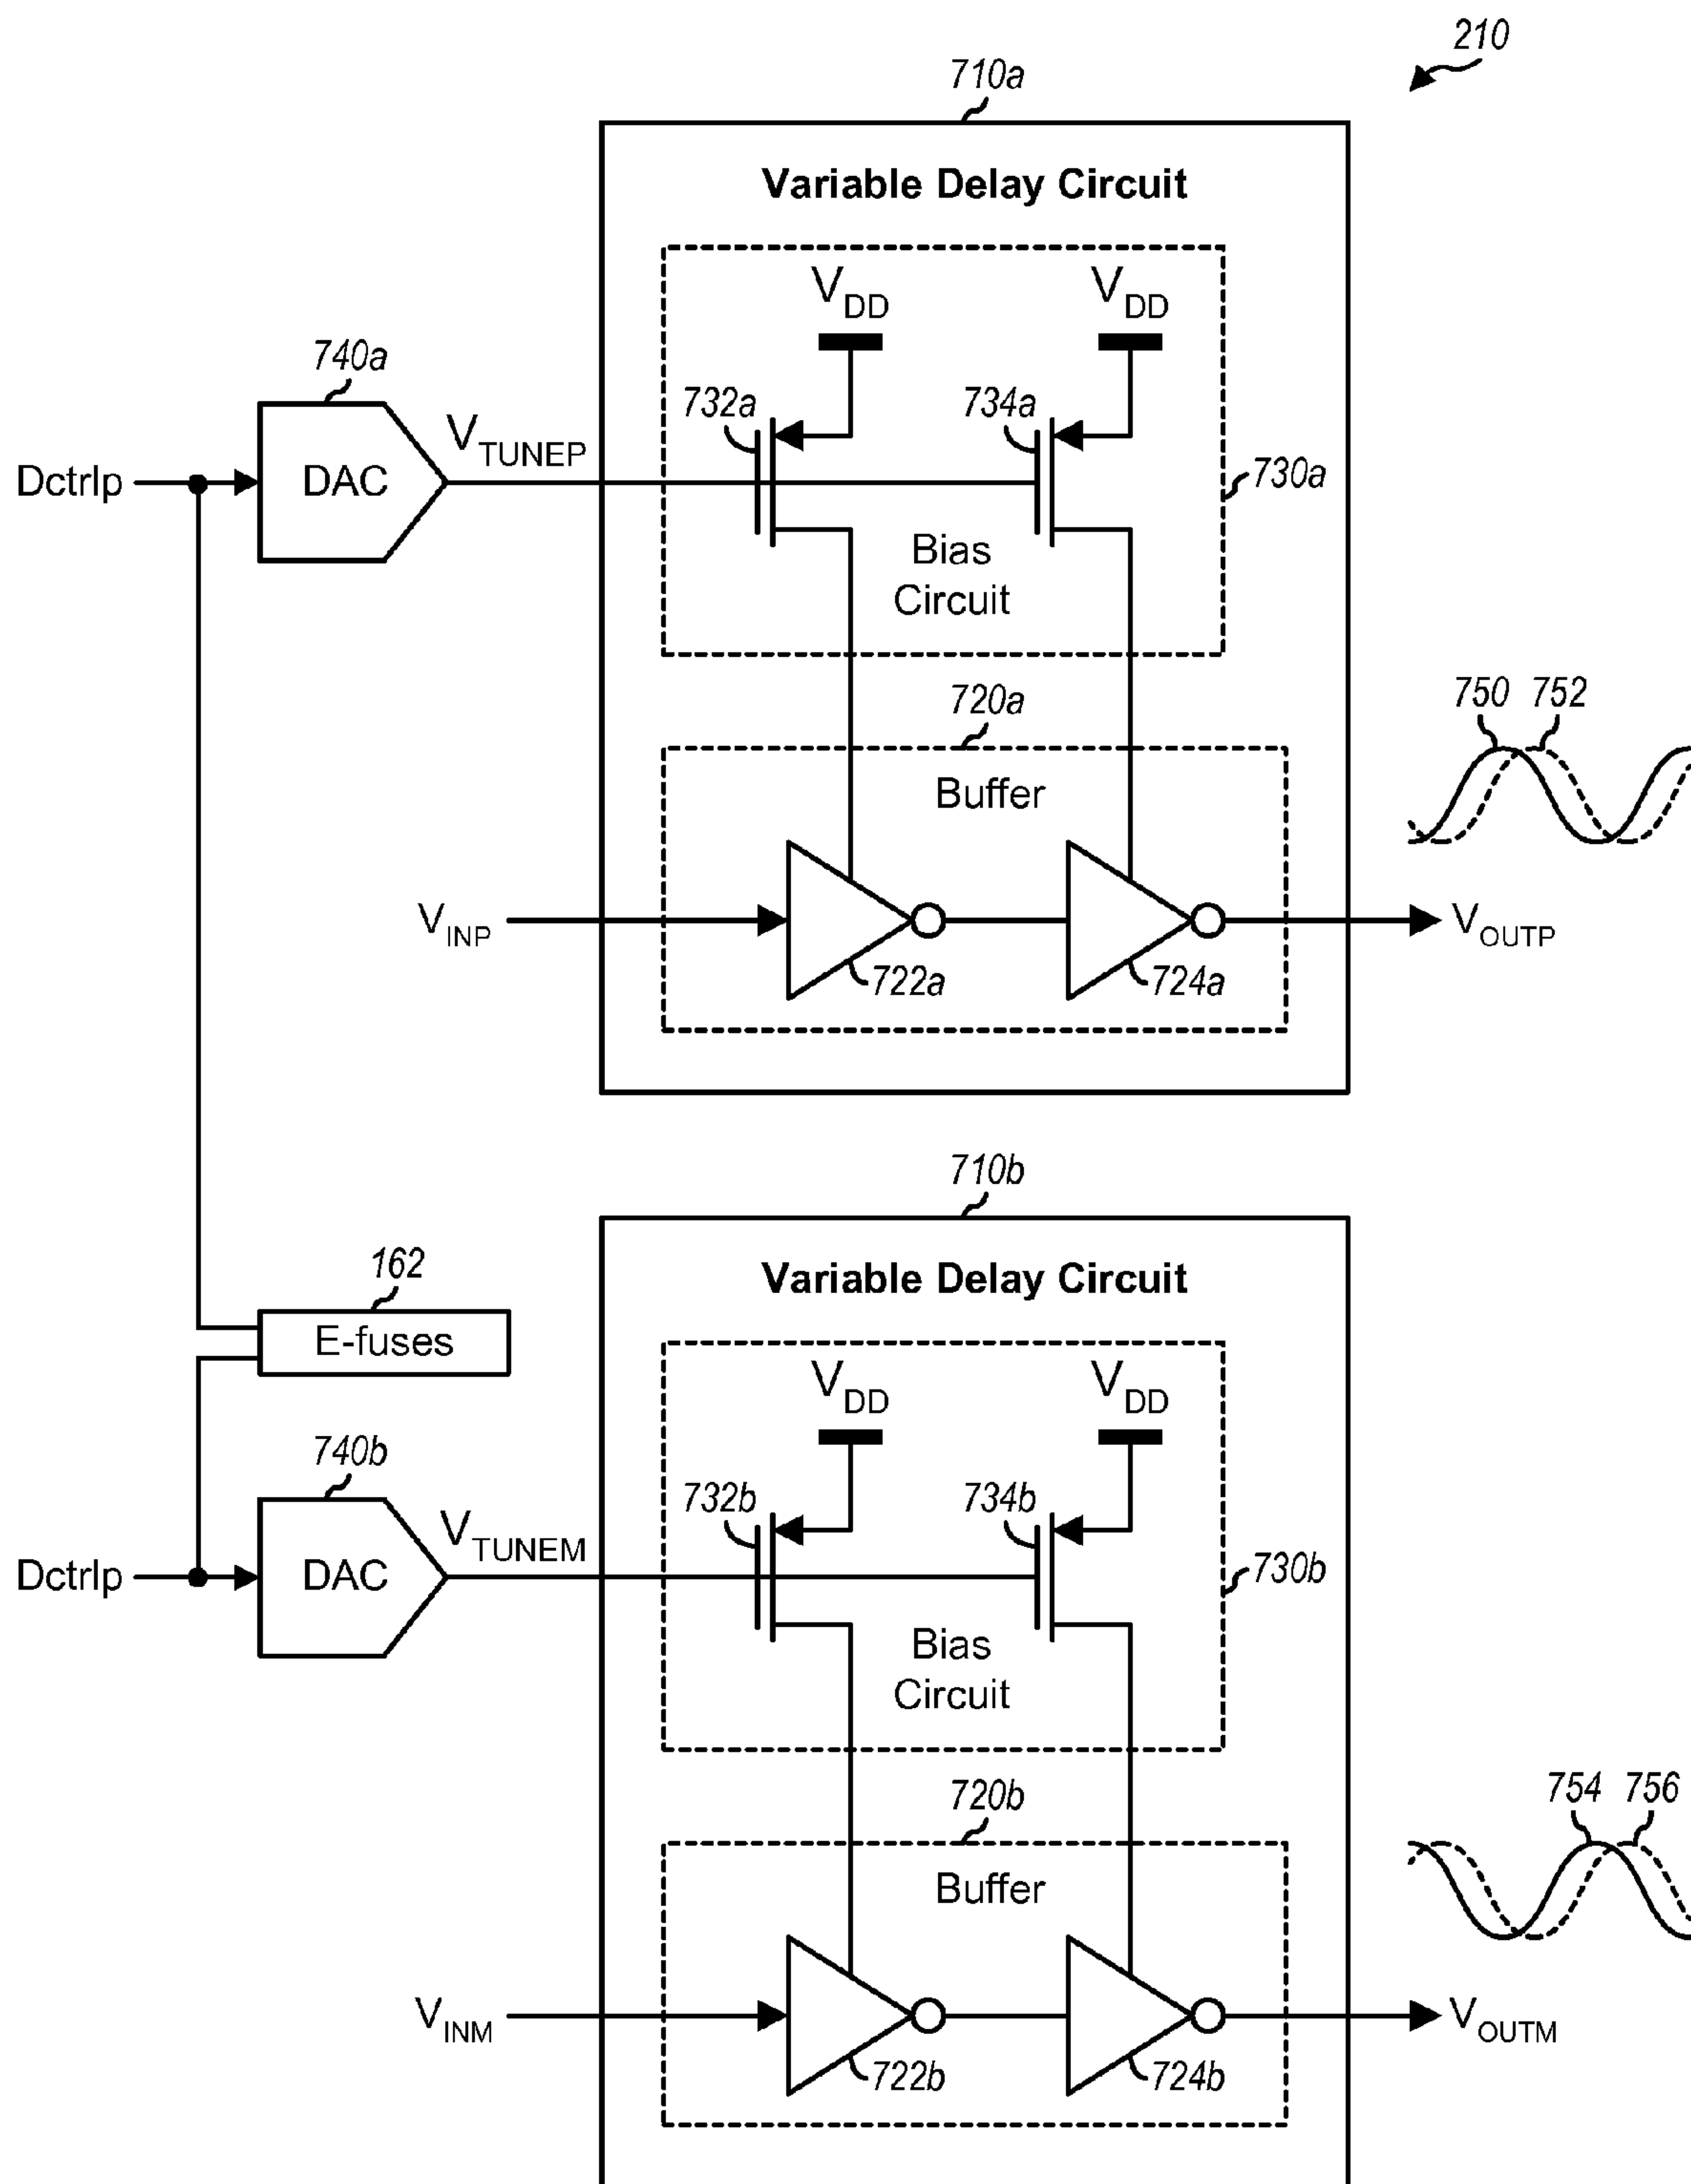 210
710a
Variable Delay Circuit
VDD VDD
740a
732a 734a
VTUNEP
Dctrlp DAC
730a
Bias
Circuit
720a
750 752
Buffer
VINP VOUTP
722a 724a
710b
162
Variable Delay Circuit
E-fuses
VDD VDD
740b
732b 734b
VTUNEM
Dctrlp DAC
730b
Bias
Circuit
720b
754 756
Buffer
VINM VOUTM
722b 724b